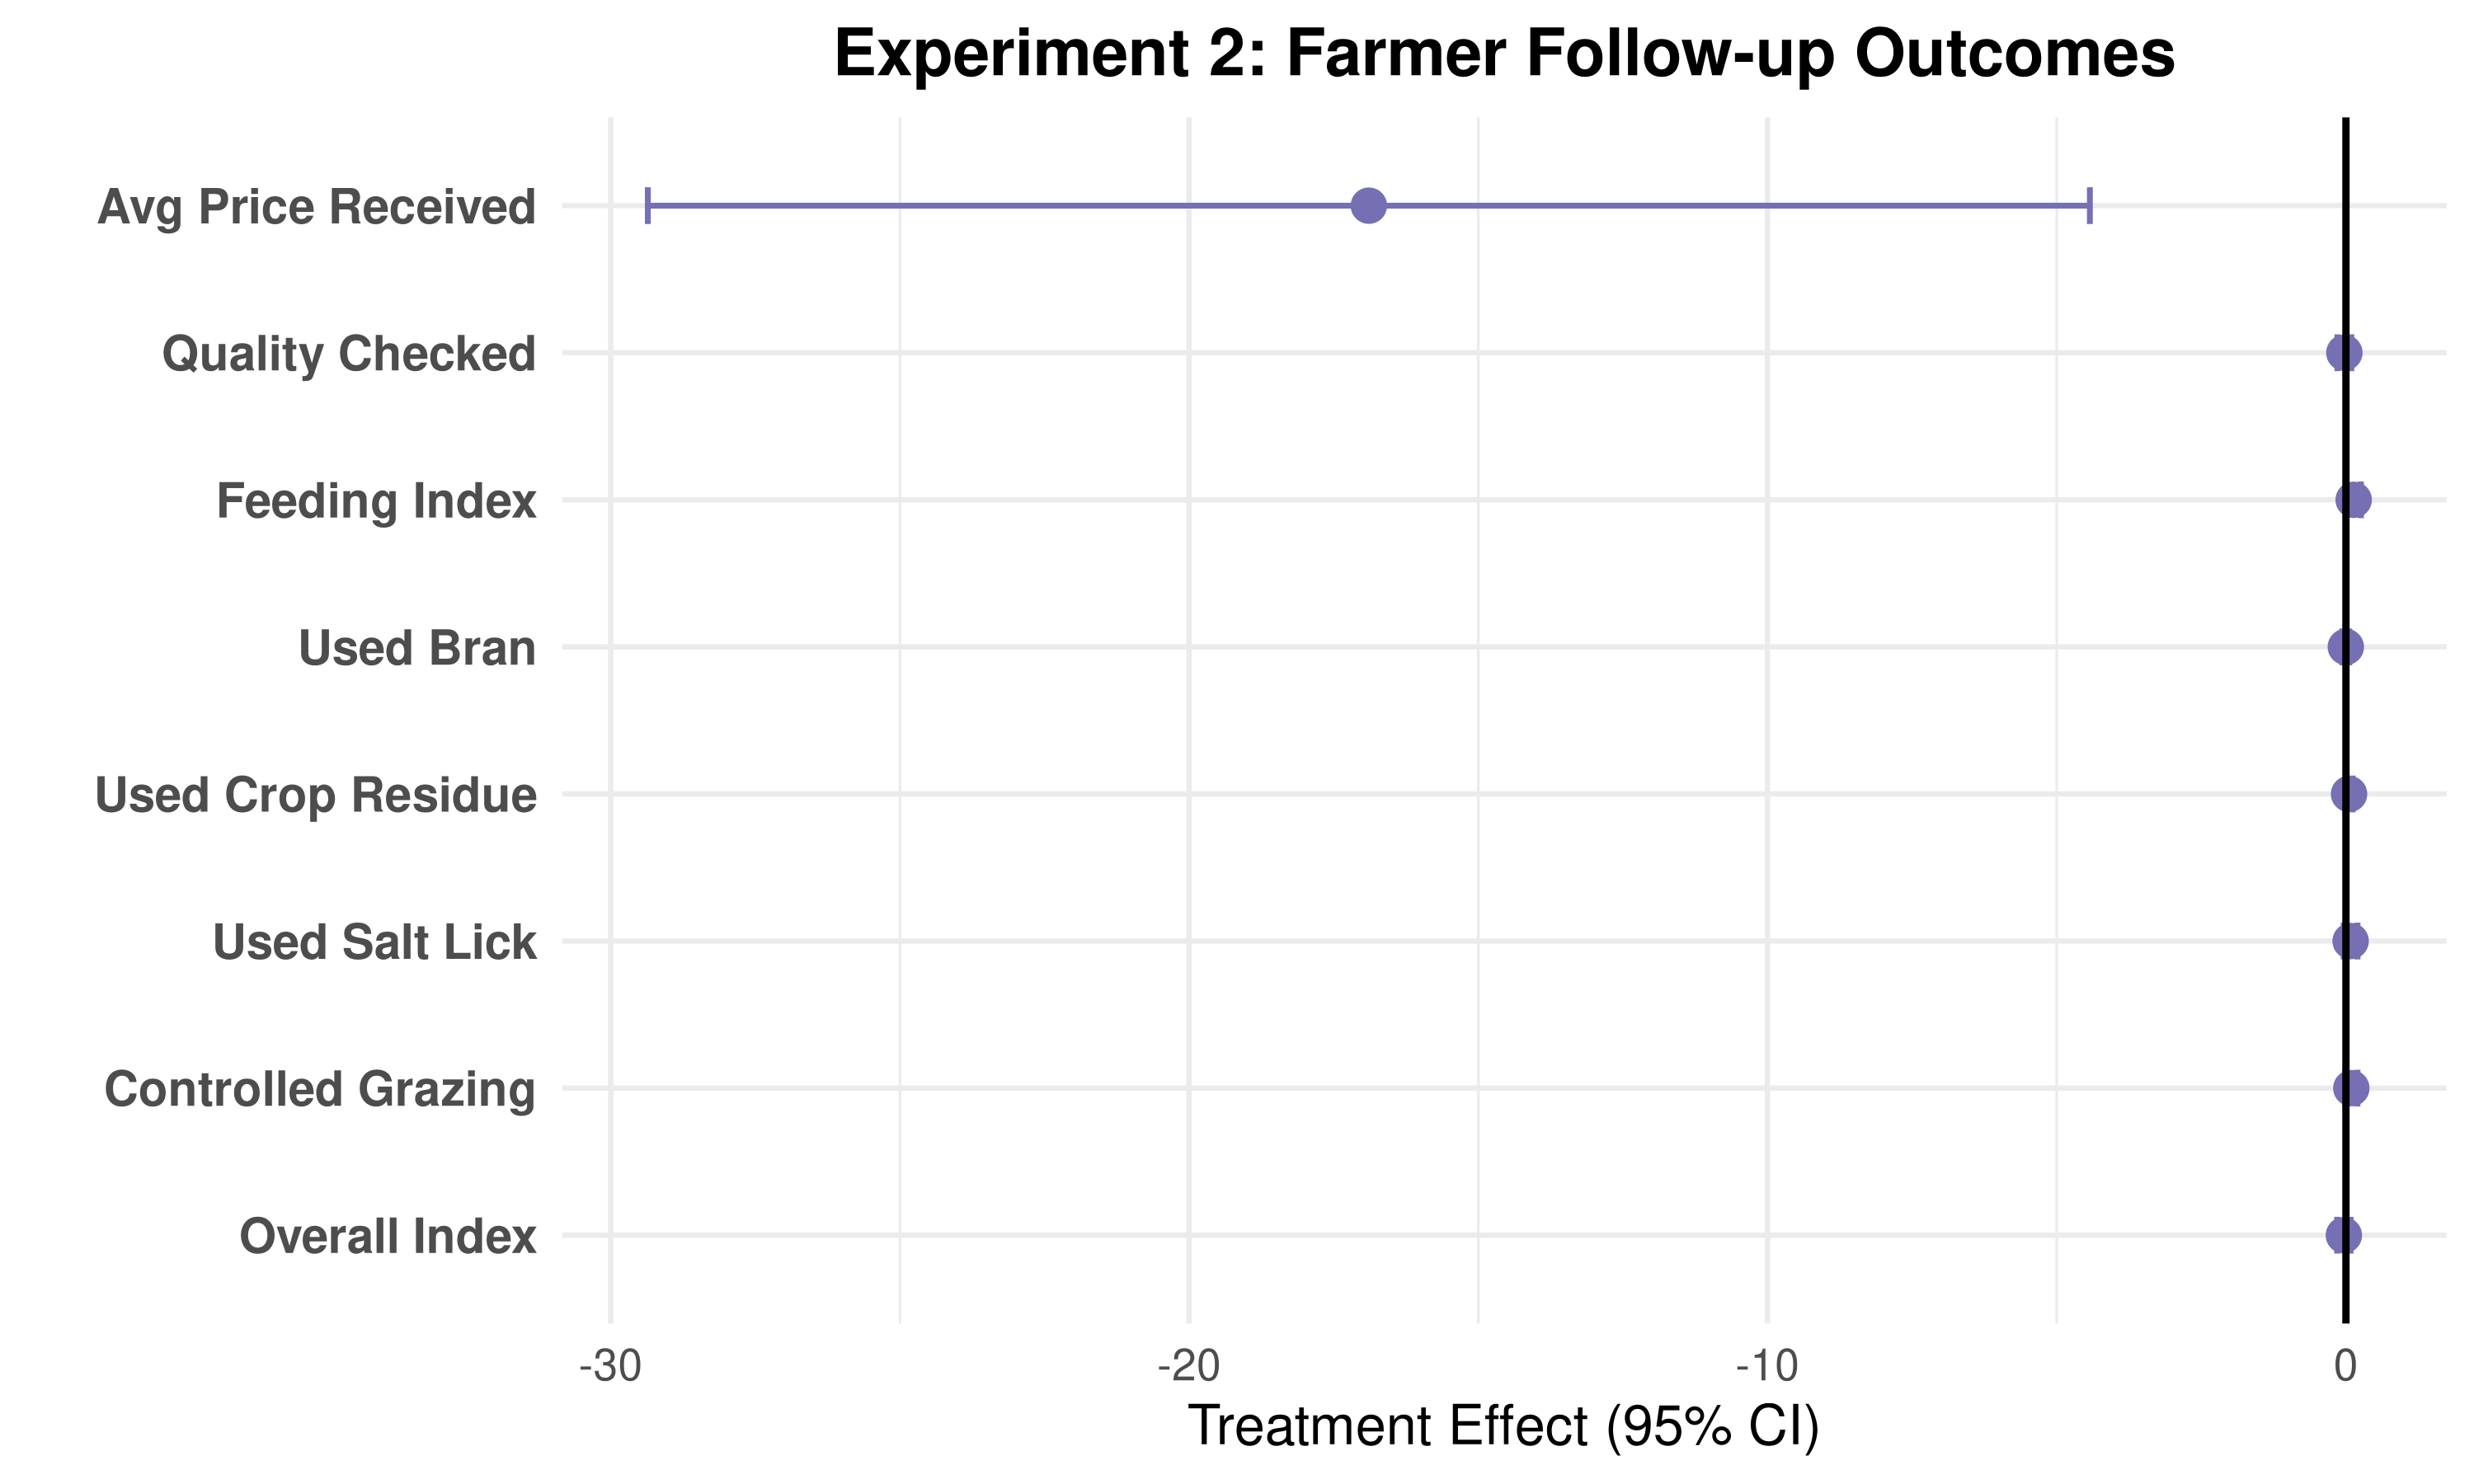 Experiment 2: Farmer Follow-up Outcomes
Avg Price Received
Quality Checked
Feeding Index
Used Bran
Used Crop Residue
Used Salt Lick
Controlled Grazing
Overall Index
-30 -20 -10 0
Treatment Effect (95% CI)